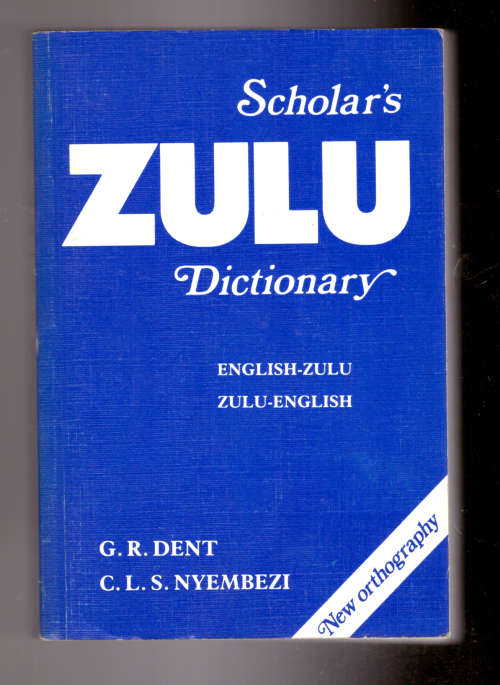 Scholar's
ZULU
Dictionary
ENGLISH-ZULU
ZULU-ENGLISH
G. R. DENT
C. L. S. NYEMBEZI
New orthography